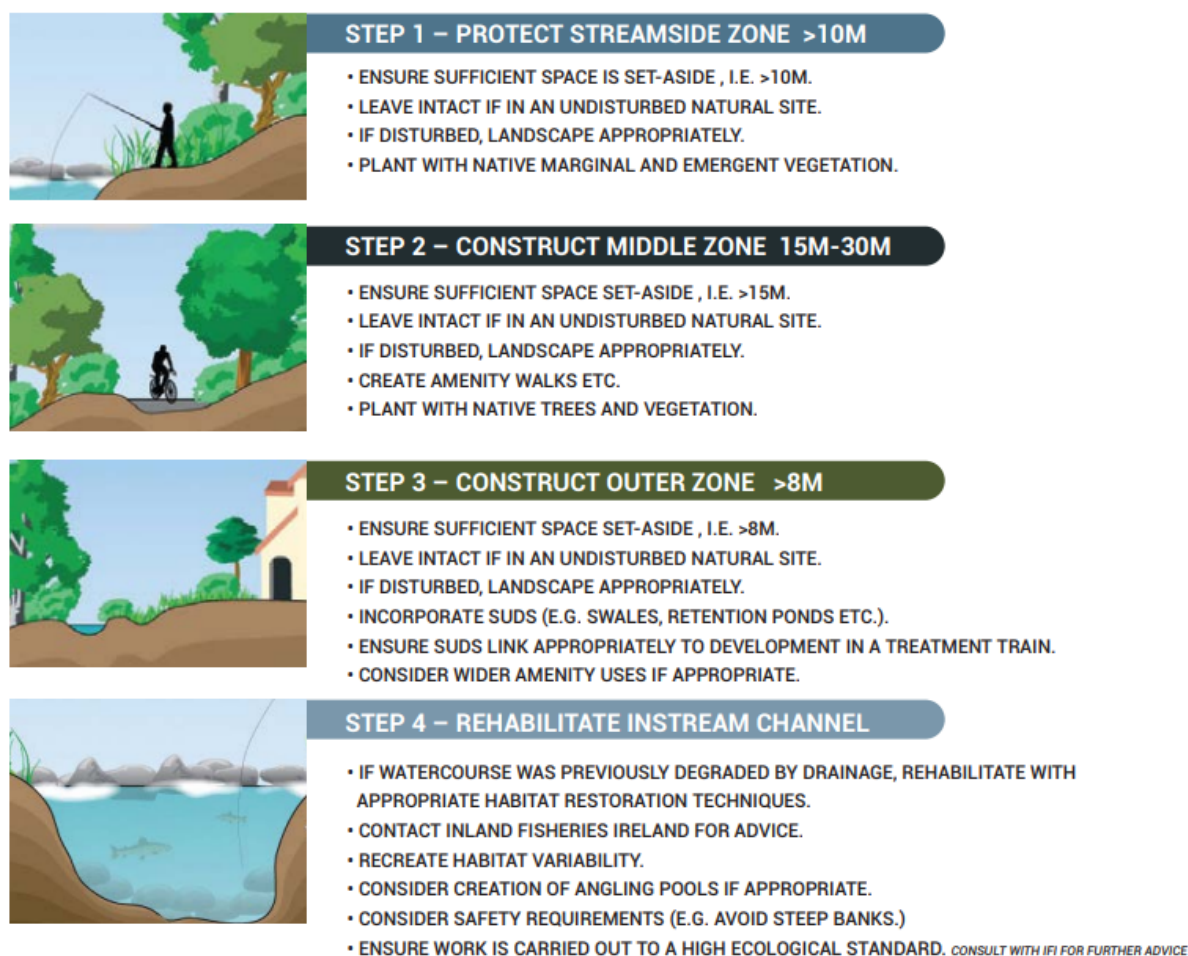 STEP 1 – PROTECT STREAMSIDE ZONE >10M
• ENSURE SUFFICIENT SPACE IS SET-ASIDE , I.E. >10M.
• LEAVE INTACT IF IN AN UNDISTURBED NATURAL SITE.
• IF DISTURBED, LANDSCAPE APPROPRIATELY.
• PLANT WITH NATIVE MARGINAL AND EMERGENT VEGETATION.
STEP 2 – CONSTRUCT MIDDLE ZONE 15M-30M
• ENSURE SUFFICIENT SPACE SET-ASIDE , I.E. >15M.
• LEAVE INTACT IF IN AN UNDISTURBED NATURAL SITE.
• IF DISTURBED, LANDSCAPE APPROPRIATELY.
• CREATE AMENITY WALKS ETC.
• PLANT WITH NATIVE TREES AND VEGETATION.
STEP 3 – CONSTRUCT OUTER ZONE >8M
• ENSURE SUFFICIENT SPACE SET-ASIDE , I.E. >8M.
• LEAVE INTACT IF IN AN UNDISTURBED NATURAL SITE.
• IF DISTURBED, LANDSCAPE APPROPRIATELY.
• INCORPORATE SUDS (E.G. SWALES, RETENTION PONDS ETC.).
• ENSURE SUDS LINK APPROPRIATELY TO DEVELOPMENT IN A TREATMENT TRAIN.
• CONSIDER WIDER AMENITY USES IF APPROPRIATE.
STEP 4 – REHABILITATE INSTREAM CHANNEL
• IF WATERCOURSE WAS PREVIOUSLY DEGRADED BY DRAINAGE, REHABILITATE WITH
APPROPRIATE HABITAT RESTORATION TECHNIQUES.
• CONTACT INLAND FISHERIES IRELAND FOR ADVICE.
• RECREATE HABITAT VARIABILITY.
• CONSIDER CREATION OF ANGLING POOLS IF APPROPRIATE.
• CONSIDER SAFETY REQUIREMENTS (E.G. AVOID STEEP BANKS.)
• ENSURE WORK IS CARRIED OUT TO A HIGH ECOLOGICAL STANDARD. CONSULT WITH IFI FOR FURTHER ADVICE